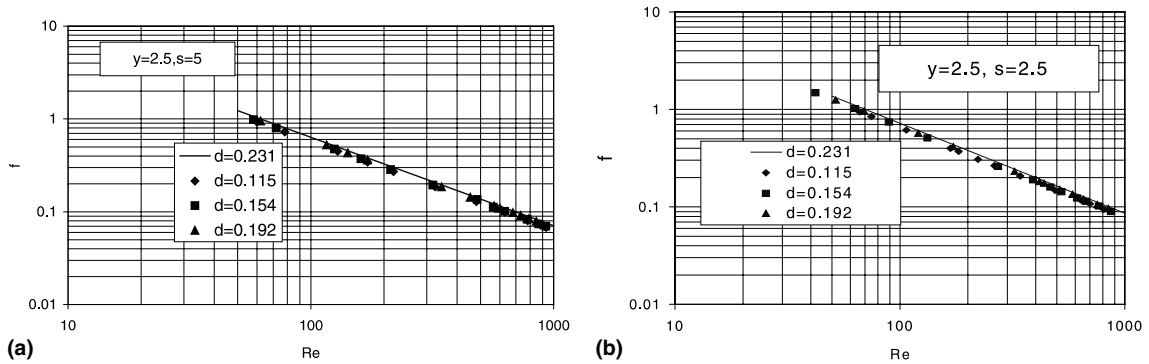 10
y=2.5,s=5
1
f
d=0.231
d=0.115
d=0.154
d=0.192
0.1
0.01
10
100
1000
Re
(a)
10
y=2.5, s=2.5
1
f
d=0.231
d=0.115
d=0.154
d=0.192
0.1
0.01
10
100
1000
Re
(b)